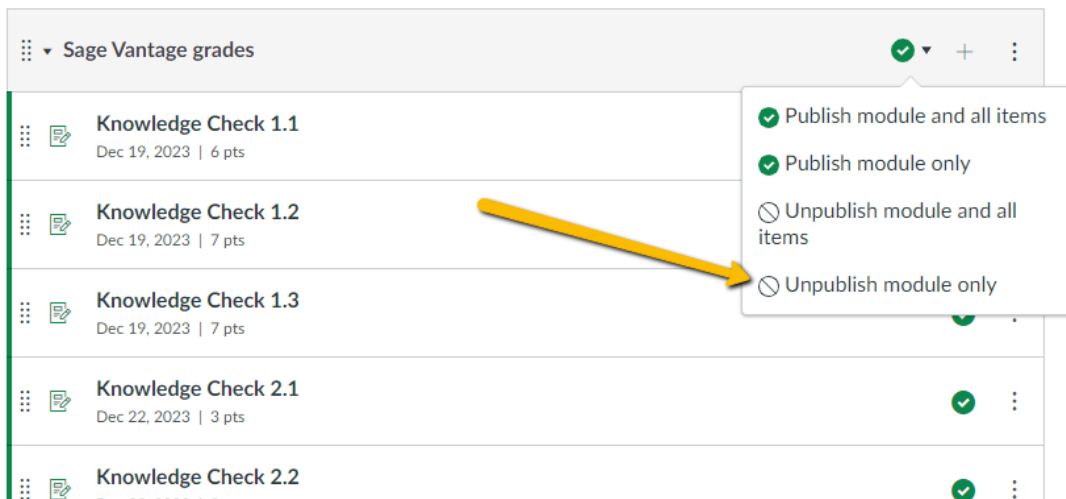 Sage Vantage grades
Knowledge Check 1.1
Dec 19, 2023 | 6 pts
Publish module and all items
Publish module only
Unpublish module and all
items
Unpublish module only
Knowledge Check 1.2
Dec 19, 2023 | 7 pts
Knowledge Check 1.3
Dec 19, 2023 | 7 pts
Knowledge Check 2.1
Dec 22, 2023 | 3 pts
Knowledge Check 2.2